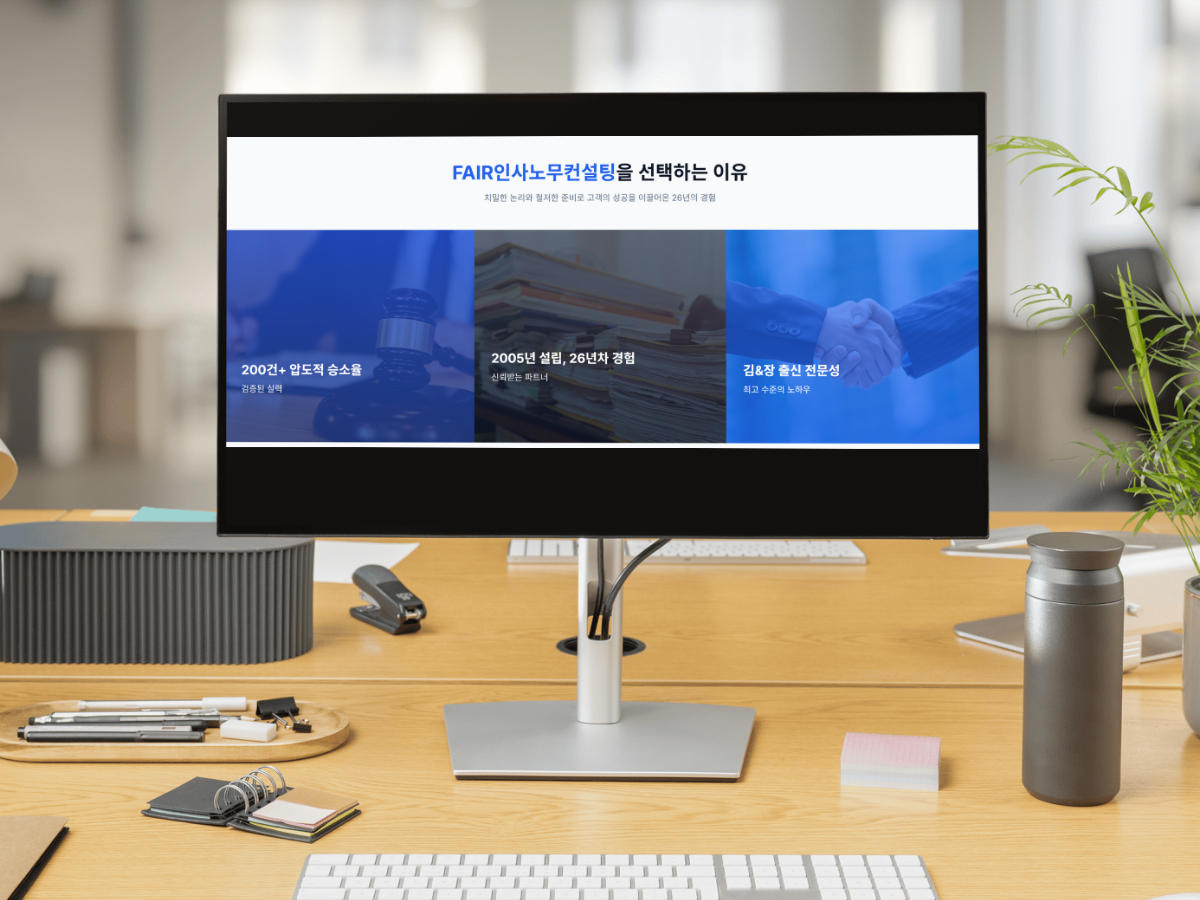 FAIR인사노무컨설팅을 선택하는 이유
치밀한 논리와 철저한 준비로 고객의 성공을 이끌어온 26년의 경험
200건+ 압도적 승소율
검증된 실력
2005년 설립, 26년차 경험
신뢰받는 파트너
김&장 출신 전문성
최고 수준의 노하우